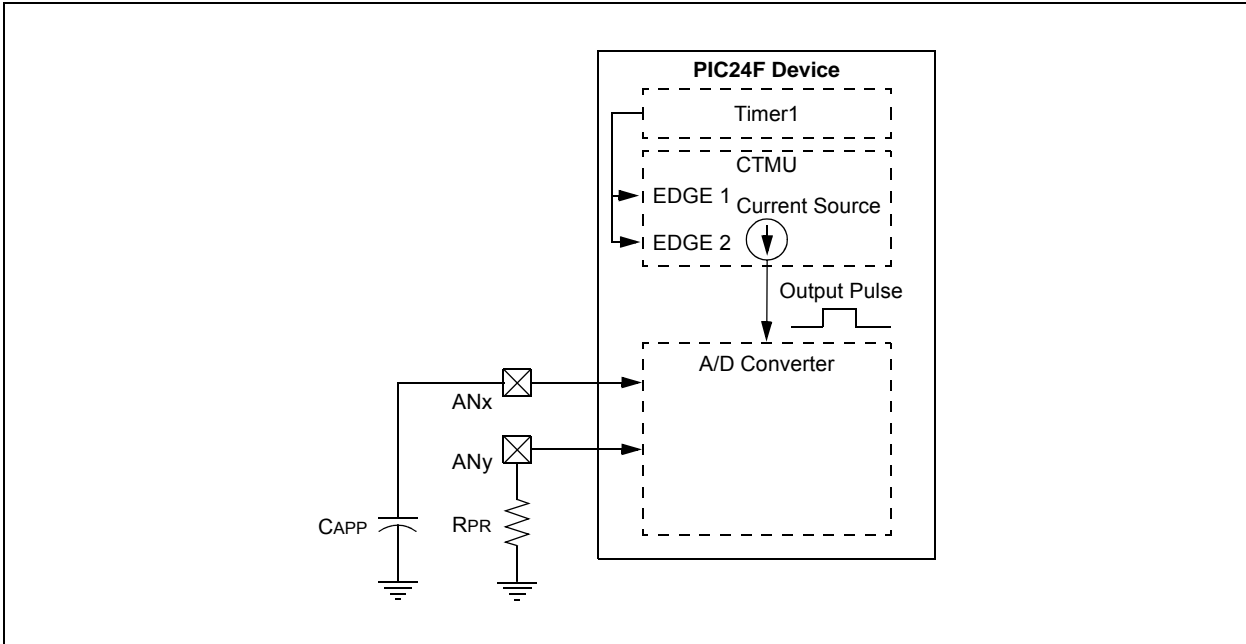 PIC24F Device
Timer1
CTMU
EDGE 1
Current Source
EDGE 2
Output Pulse
A/D Converter
ANx
ANy
CAPP
RPR